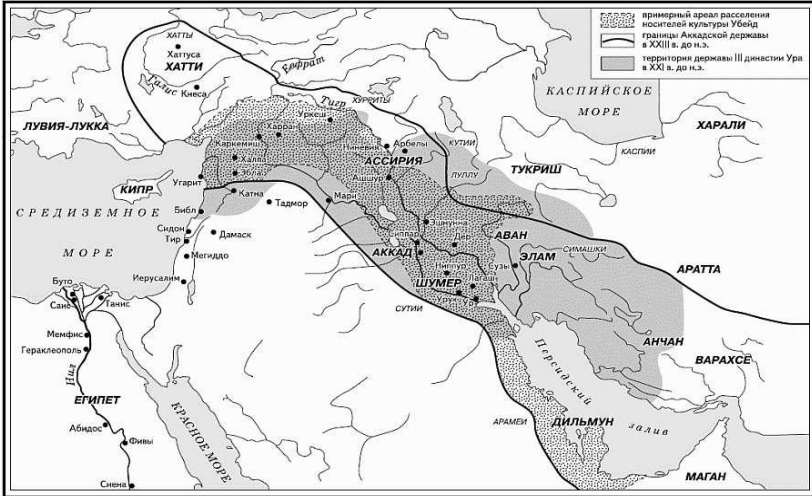 примерный ареал расселения
носителей культуры Убейд
границы Аккадской державы
в XXIII в. до н.э.
территория державы III династии Ура
в XXI в. до н.э.
ХАТТЫ
Хаттуса
ХАТТИ
Галис
Кнеса
Евфрат
Тигр
ХУРРИТЫ
КАСПИЙСКОЕ
МОРЕ
ХАРАЛИ
КАСПИИ
ЛУВИЯ-ЛУККА
Уркеш
Харран
Каркемиш
Ниневия
Арбелы
КУТИИ
ТУКРИШ
АССИРИЯ
ЛУЛЛУ
Халпа
Эбла
Ашшур
КИПР
Угарит
Катна
Мари
Тадмор
СРЕДИЗЕМНОЕ
МОРЕ
Библ
Сидон
Тир
Дамаск
Мегиддо
Иерусалим
Эшнунна
Дер
Сиппар
АККАД
АВАН
СИМАШКИ
ЭЛАМ
Сузы
Ниппур
ШУМЕР
Лагаш
Урук
Ур
АРАТТА
СУТИИ
Буто
Саис
Танис
Мемфис
Гераклеополь
Нил
ЕГИПЕТ
Абидос
Фивы
Сиена
КРАСНОЕ МОРЕ
АНЧАН
ВАРАХСЕ
Персидский
залив
АРАМЕИ
ДИЛЬМУН
МАГАН